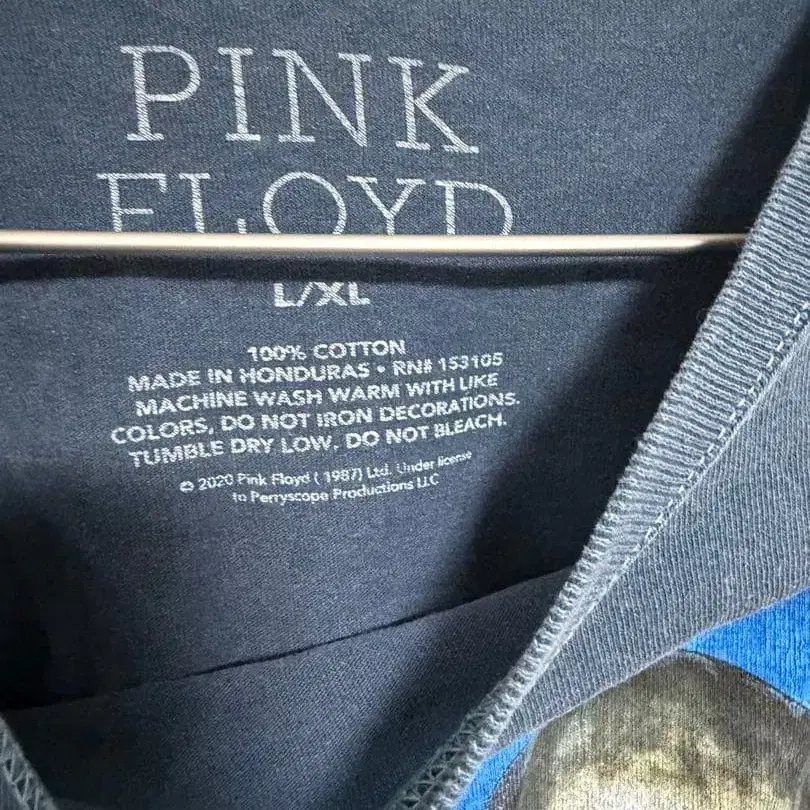 PINK
FLOYD
L/XL
100% COTTON
MADE IN HONDURAS • RN# 153105
MACHINE WASH WARM WITH LIKE
COLORS, DO NOT IRON DECORATIONS.
TUMBLE DRY LOW, DO NOT BLEACH.
© 2020 Pink Floyd ( 1987) Ltd. Under license
to Perryscope Productions LLC